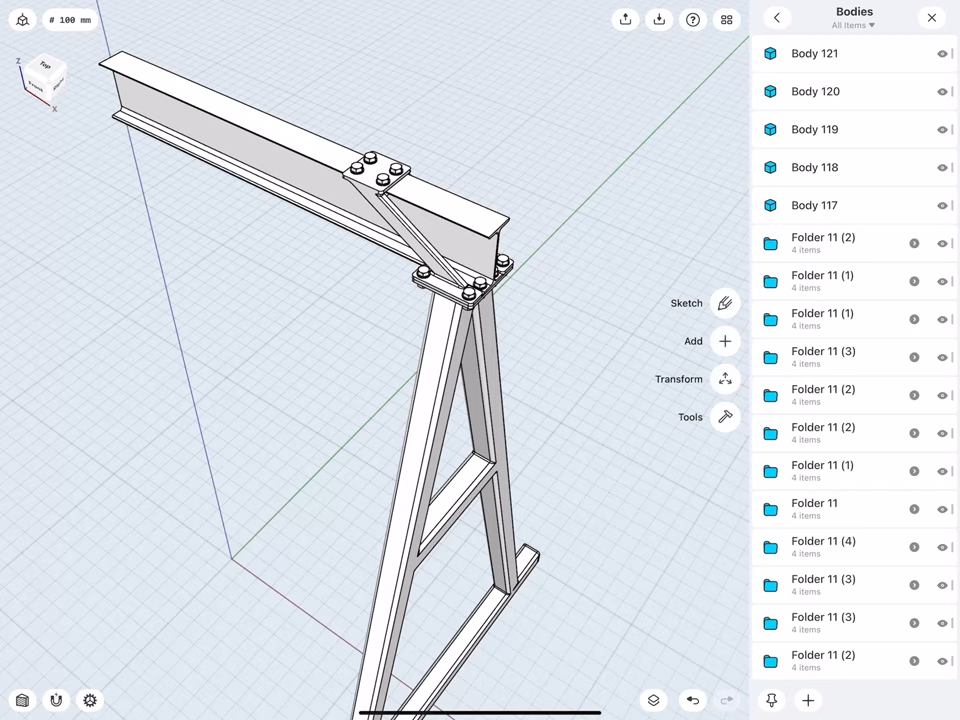 # 100 mm
Z
Top
Front
X
Sketch
Add
Transform
Tools
Bodies
All Items ▼
Body 121
Body 120
Body 119
Body 118
Body 117
Folder 11 (2)
4 items
Folder 11 (1)
4 items
Folder 11 (1)
4 items
Folder 11 (3)
4 items
Folder 11 (2)
4 items
Folder 11 (2)
4 items
Folder 11 (1)
4 items
Folder 11
4 items
Folder 11 (4)
4 items
Folder 11 (3)
4 items
Folder 11 (3)
4 items
Folder 11 (2)
4 items